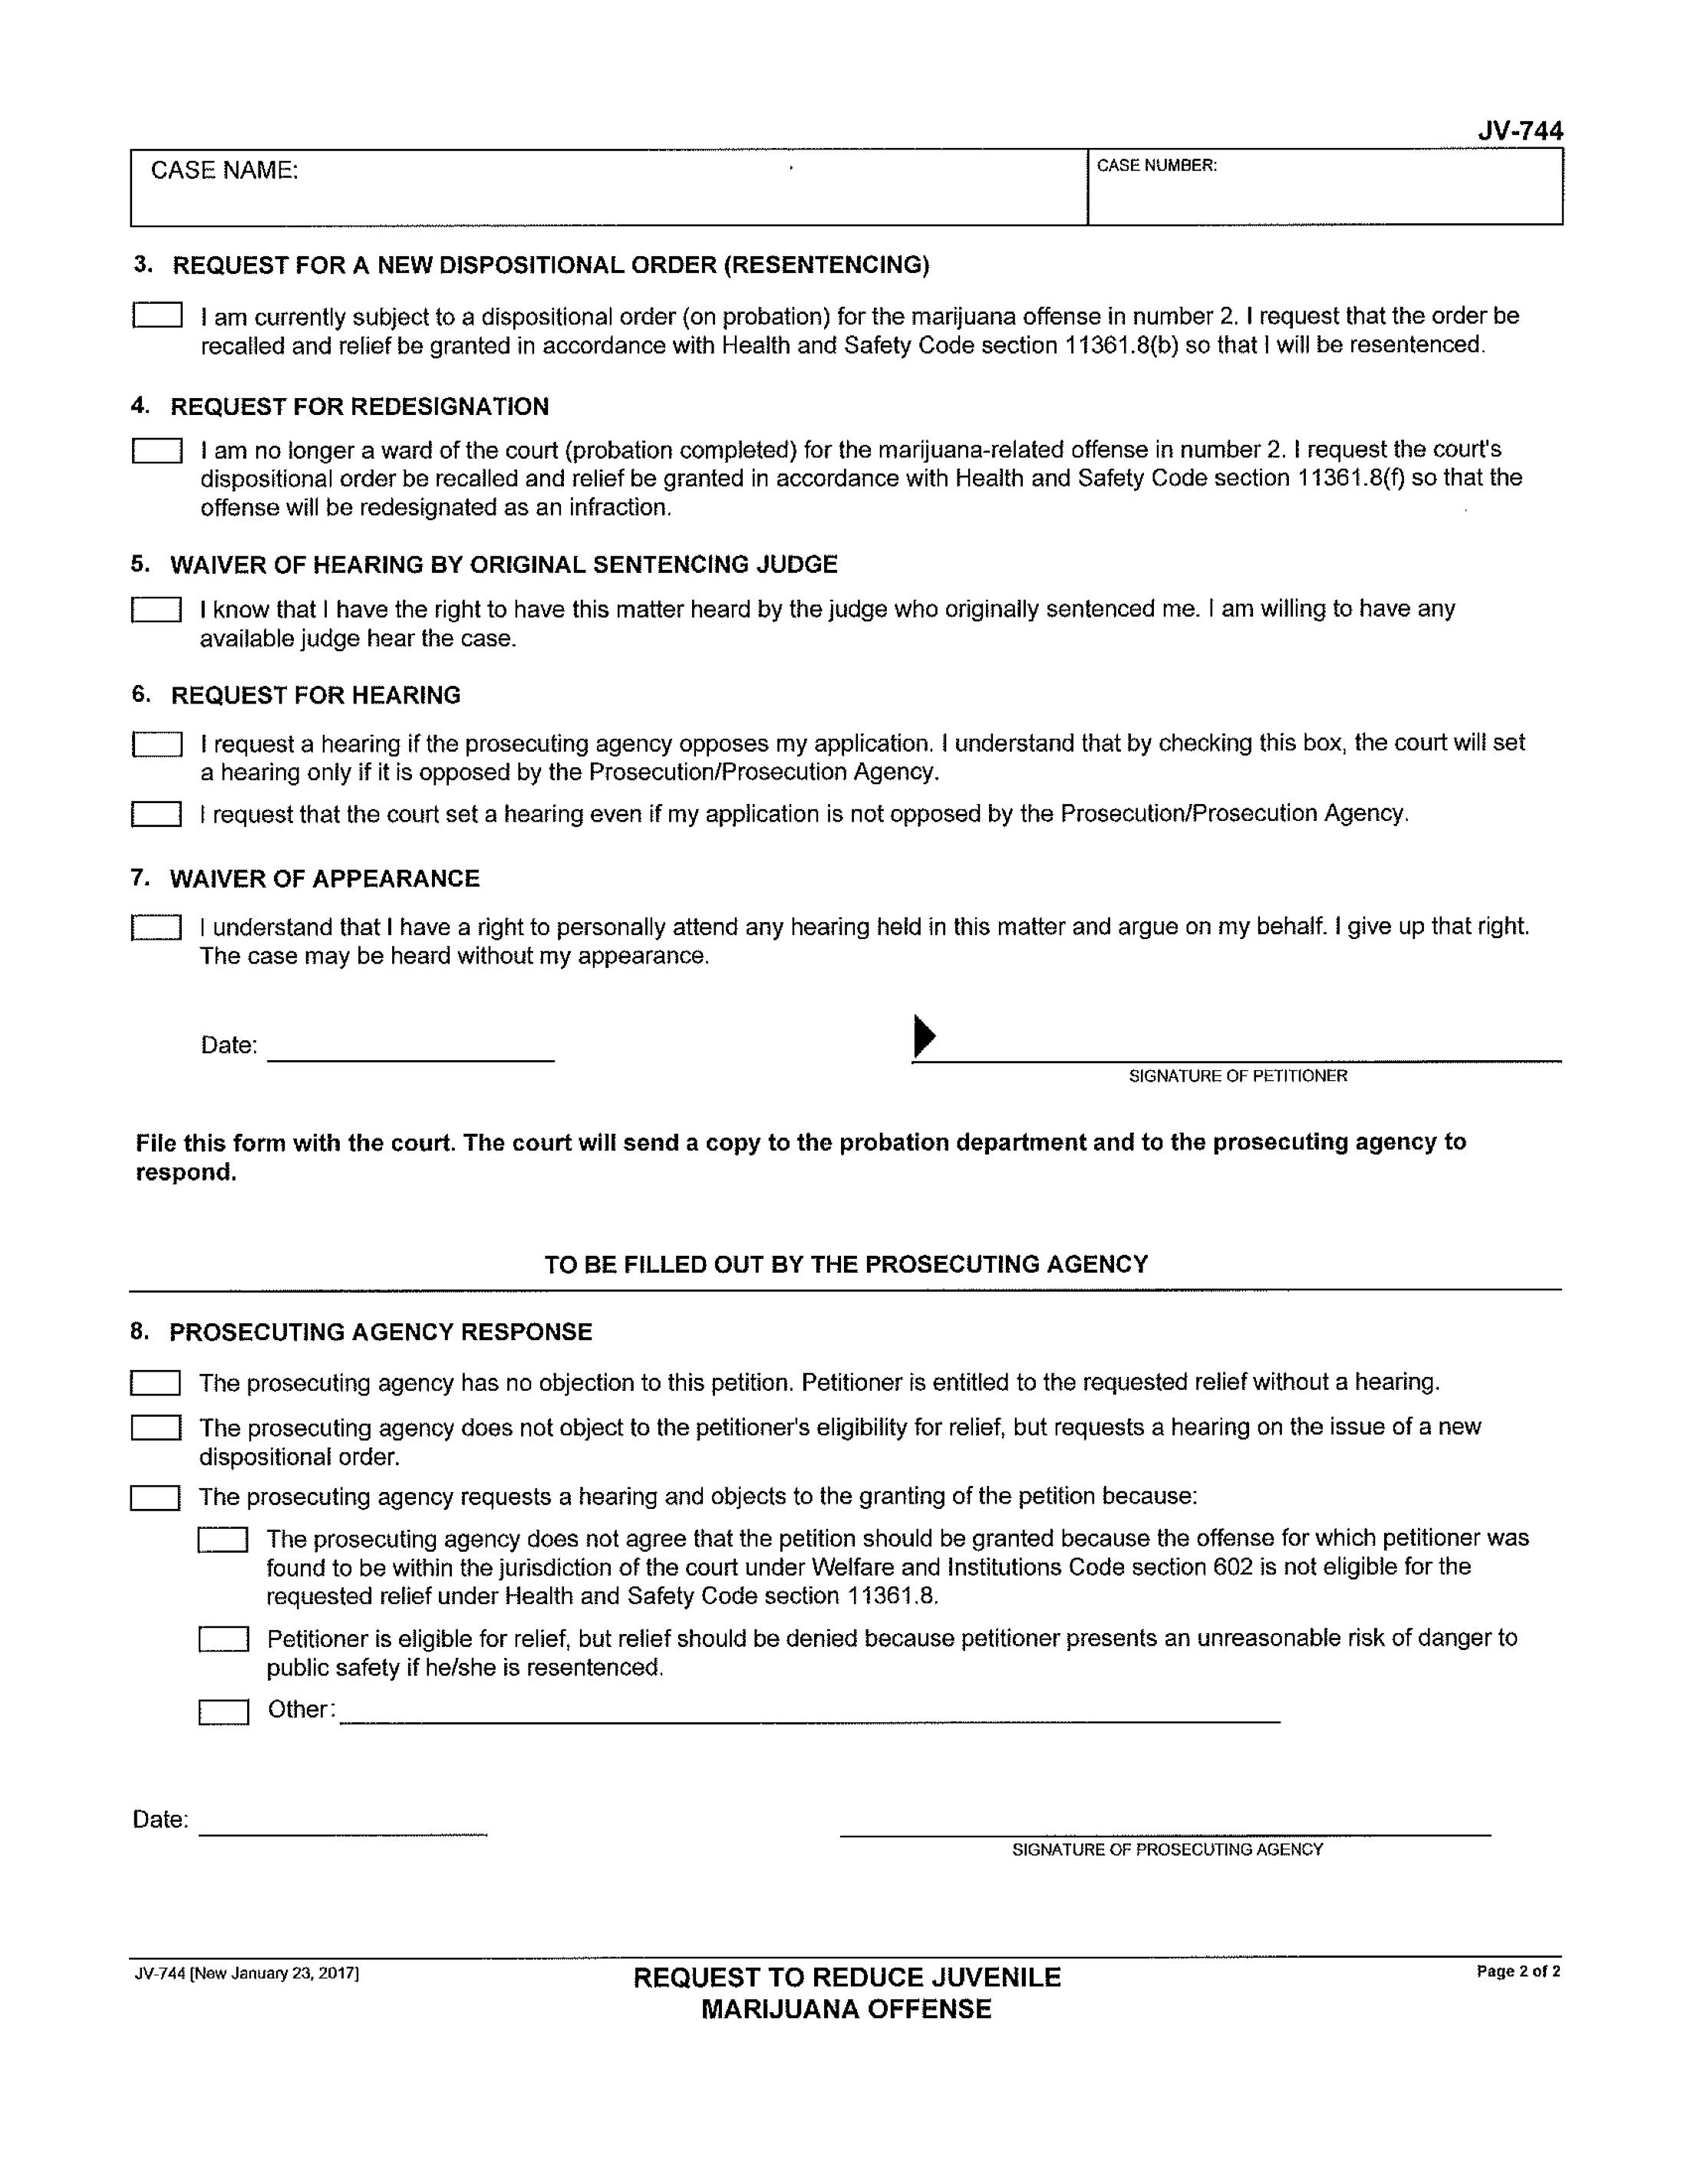 JV-744
CASE NAME:
CASE NUMBER:
3. REQUEST FOR A NEW DISPOSITIONAL ORDER (RESENTENCING)
I am currently subject to a dispositional order (on probation) for the marijuana offense in number 2. I request that the order be
recalled and relief be granted in accordance with Health and Safety Code section 11361.8(b) so that I will be resentenced.
4. REQUEST FOR REDESIGNATION
I am no longer a ward of the court (probation completed) for the marijuana-related offense in number 2. I request the court's
dispositional order be recalled and relief be granted in accordance with Health and Safety Code section 11361.8(f) so that the
offense will be redesignated as an infraction.
5. WAIVER OF HEARING BY ORIGINAL SENTENCING JUDGE
I know that I have the right to have this matter heard by the judge who originally sentenced me. I am willing to have any
available judge hear the case.
6. REQUEST FOR HEARING
I request a hearing if the prosecuting agency opposes my application. I understand that by checking this box, the court will set
a hearing only if it is opposed by the Prosecution/Prosecution Agency.
I request that the court set a hearing even if my application is not opposed by the Prosecution/Prosecution Agency.
7. WAIVER OF APPEARANCE
I understand that I have a right to personally attend any hearing held in this matter and argue on my behalf. I give up that right.
The case may be heard without my appearance.
Date:
SIGNATURE OF PETITIONER
File this form with the court. The court will send a copy to the probation department and to the prosecuting agency to
respond.
TO BE FILLED OUT BY THE PROSECUTING AGENCY
8. PROSECUTING AGENCY RESPONSE
The prosecuting agency has no objection to this petition. Petitioner is entitled to the requested relief without a hearing.
The prosecuting agency does not object to the petitioner's eligibility for relief, but requests a hearing on the issue of a new
dispositional order.
The prosecuting agency requests a hearing and objects to the granting of the petition because:
The prosecuting agency does not agree that the petition should be granted because the offense for which petitioner was
found to be within the jurisdiction of the court under Welfare and Institutions Code section 602 is not eligible for the
requested relief under Health and Safety Code section 11361.8.
Petitioner is eligible for relief, but relief should be denied because petitioner presents an unreasonable risk of danger to
public safety if he/she is resentenced.
Other:
Date:
SIGNATURE OF PROSECUTING AGENCY
JV-744 [New January 23, 2017]
REQUEST TO REDUCE JUVENILE
MARIJUANA OFFENSE
Page 2 of 2